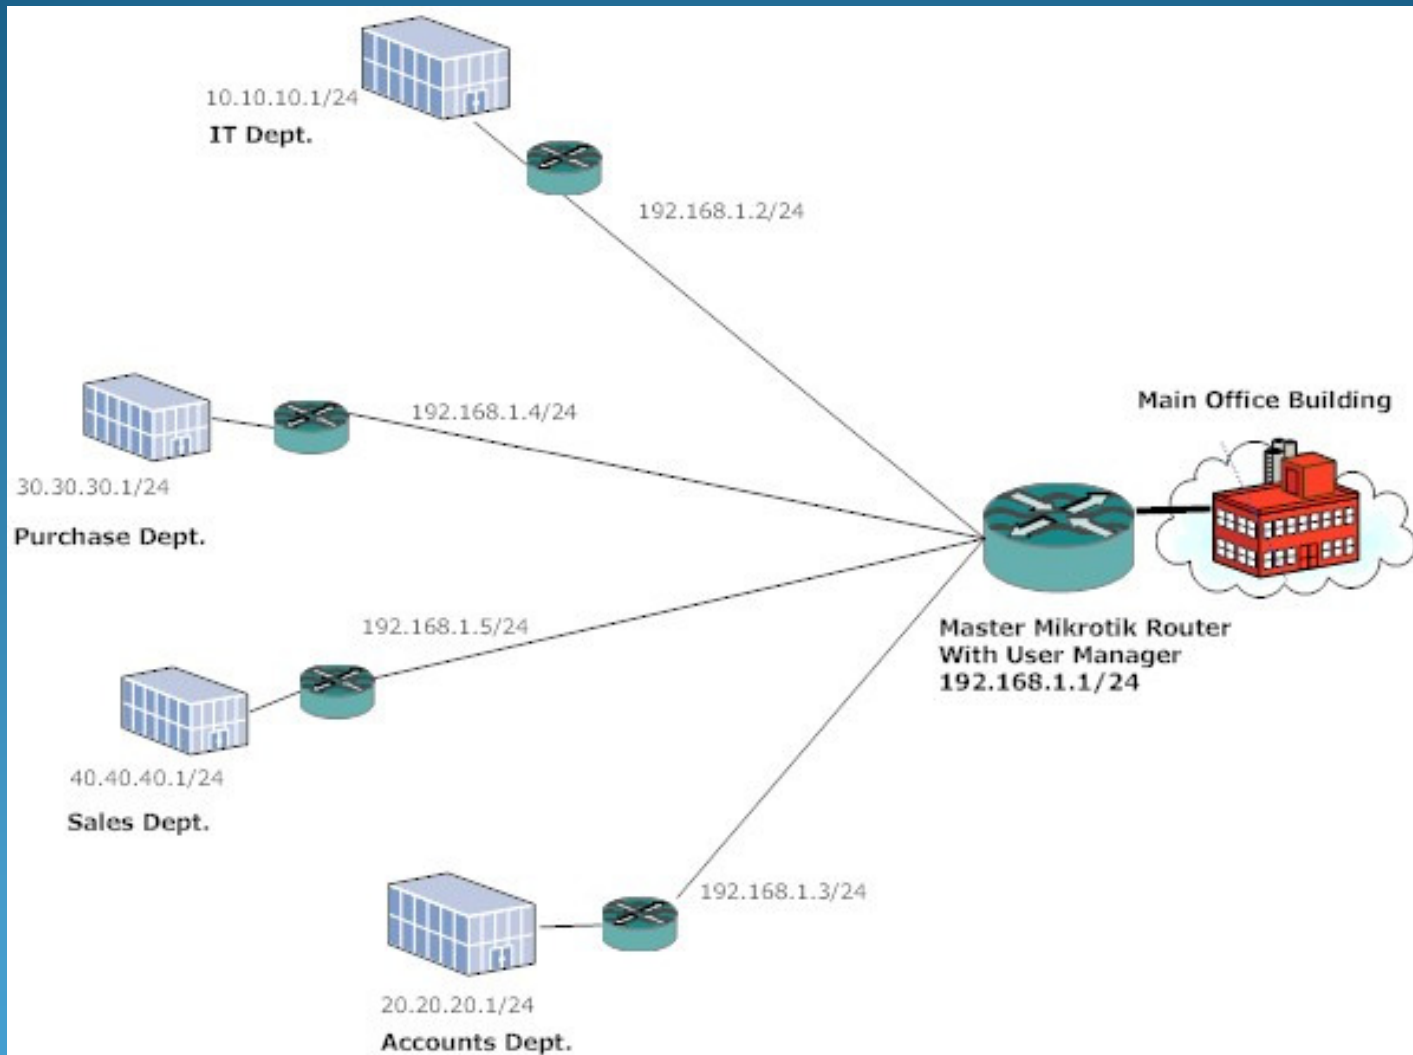 10.10.10.1/24
IT Dept.
192.168.1.2/24
192.168.1.4/24
30.30.30.1/24
Purchase Dept.
Main Office Building
192.168.1.5/24
Master Mikrotik Router
With User Manager
192.168.1.1/24
40.40.40.1/24
Sales Dept.
192.168.1.3/24
20.20.20.1/24
Accounts Dept.